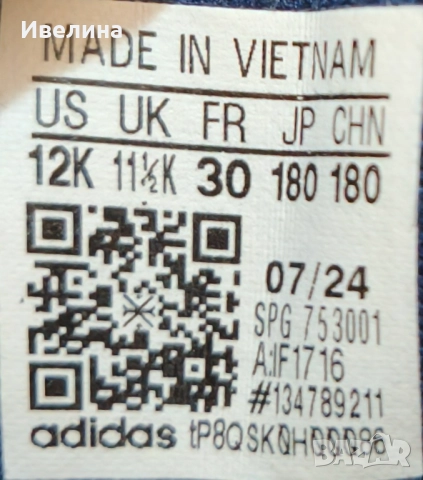 Ивелина
MADE IN VIETNAM
US UK FR JP CHN
12K 11½K 30 180 180
07/24
SPG 753001
A:IF1716
#134789211
adidas
bazar